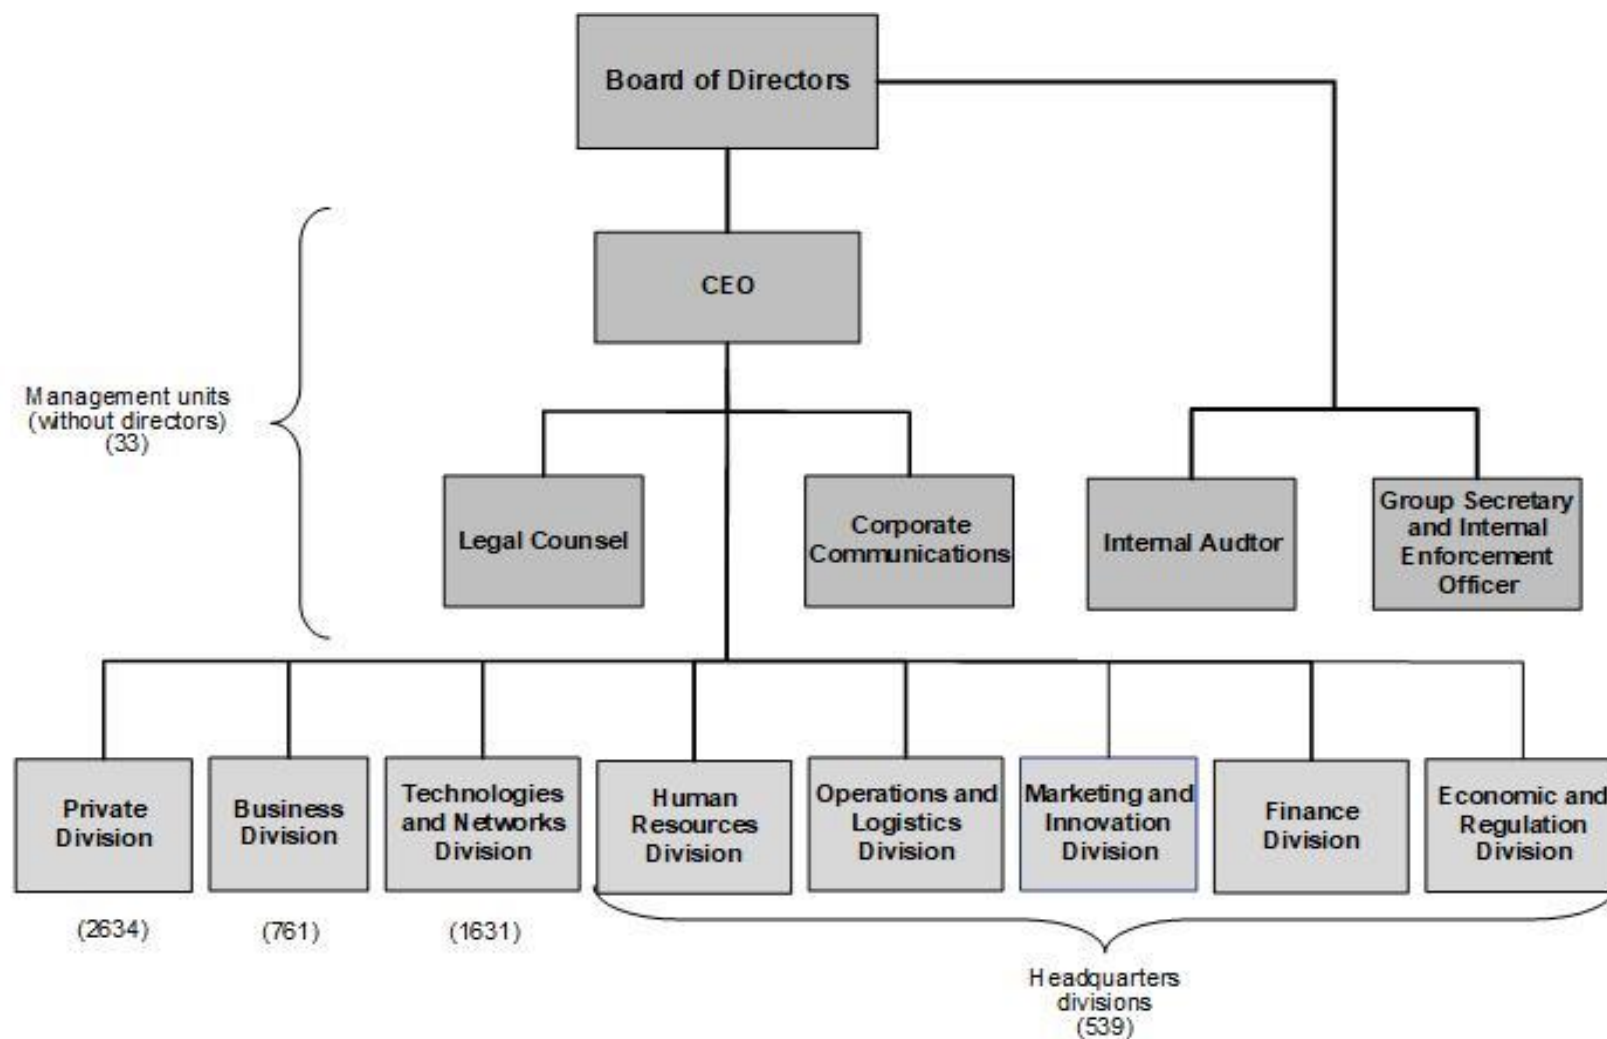 Board of Directors
CEO
Management units
(without directors)
(33)
Legal Counsel
Corporate
Communications
Internal Audtor
Group Secretary
and Internal
Enforcement
Officer
Private
Division
Business
Division
Technologies
and Networks
Division
Human
Resources
Division
Operations and
Logistics
Division
Marketing and
Innovation
Division
Finance
Division
Economic and
Regulation
Division
(2634)
(761)
(1631)
Headquarters
divisions
(539)